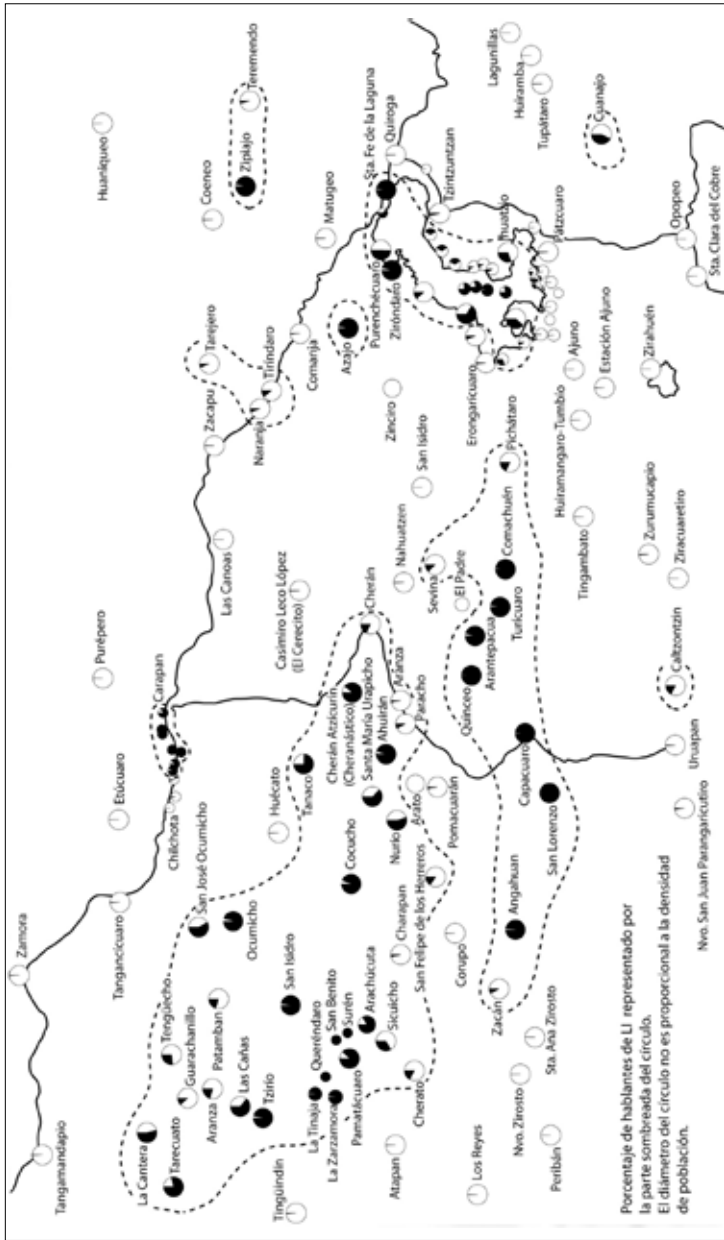 Tangamandapio
Zamora
Tangancícuaro
Etúcuaro
Purépero
Huaniqueo
Chilchota
Carapan
Las Canoas
Zacapu
Tarejero
Coeneo
Ziplajo
Teremendo
Naranja
Tiríndaro
Comanja
Matugeo
La Cantera
Tarecuato
Tengüecho
Guarachanillo
Patamban
Aranza
Las Cañas
Tzirío
San José Ocumicho
Ocumicho
Huécato
Casimiro Leco López
(El Cerecito)
Tingüindín
San Isidro
Tanaco
La Tinaja
Queréndaro
San Benito
Surén
La Zarzamora
Pamatácuaro
Arachúcuta
Sicuicho
Cherato
Cocucho
Cherán Atzicurin
(Cheranástico)
Santa María Urapicho
Ahuirán
Nurío
Cherán
Aranza
Paracho
Arato
Pomacuarán
Charapan
San Felipe de los Herreros
Corupo
Atapan
Los Reyes
Azajo
Purenchécuaro
Ziróndaro
Sta. Fe de la Laguna
Quiroga
Tzintzuntzan
Ihuatzio
Pátzcuaro
Zinciro
San Isidro
Nahuatzen
Erongarícuaro
Sevina
El Padre
Pichátaro
Comachuén
Turícuaro
Arantepacua
Quinceo
Capacuaro
San Lorenzo
Angahuan
Zacán
Sta. Ana Zirosto
Nvo. Zirosto
Peribán
Lagunillas
Huiramba
Tupátaro
Cuanajo
Ajuno
Estación Ajuno
Huiramangaro-Tumbio
Tingambato
Zirahuén
Opopeo
Sta. Clara del Cobre
Zurumucapio
Ziracuaretiro
Caltzontzin
Uruapan
Nvo. San Juan Parangaricutiro
Porcentaje de hablantes de LI representado por
la parte sombreada del círculo.
El diámetro del círculo no es proporcional a la densidad
de población.